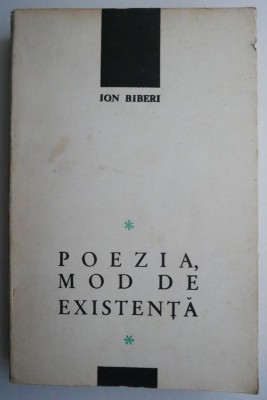 ION BIBERI
*
POEZIA,
MOD DE
EXISTENȚĂ
*